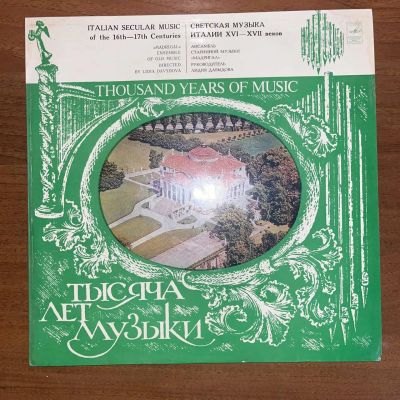 ITALIAN SECULAR MUSIC
of the 16th—17th Centuries
«MADRIGAL»
ENSEMBLE
OF OLD MUSIC
DIRECTED
BY LIDIA DAVYDOVA
СВЕТСКАЯ МУЗЫКА
ИТАЛИИ XVI—XVII веков
АНСАМБЛЬ
СТАРИННОЙ МУЗЫКИ
«МАДРИГАЛ»
РУКОВОДИТЕЛЬ
ЛИДИЯ ДАВЫДОВА
THOUSAND YEARS OF MUSIC
ТЫСЯЧА
ЛЕТ
МУЗЫКИ